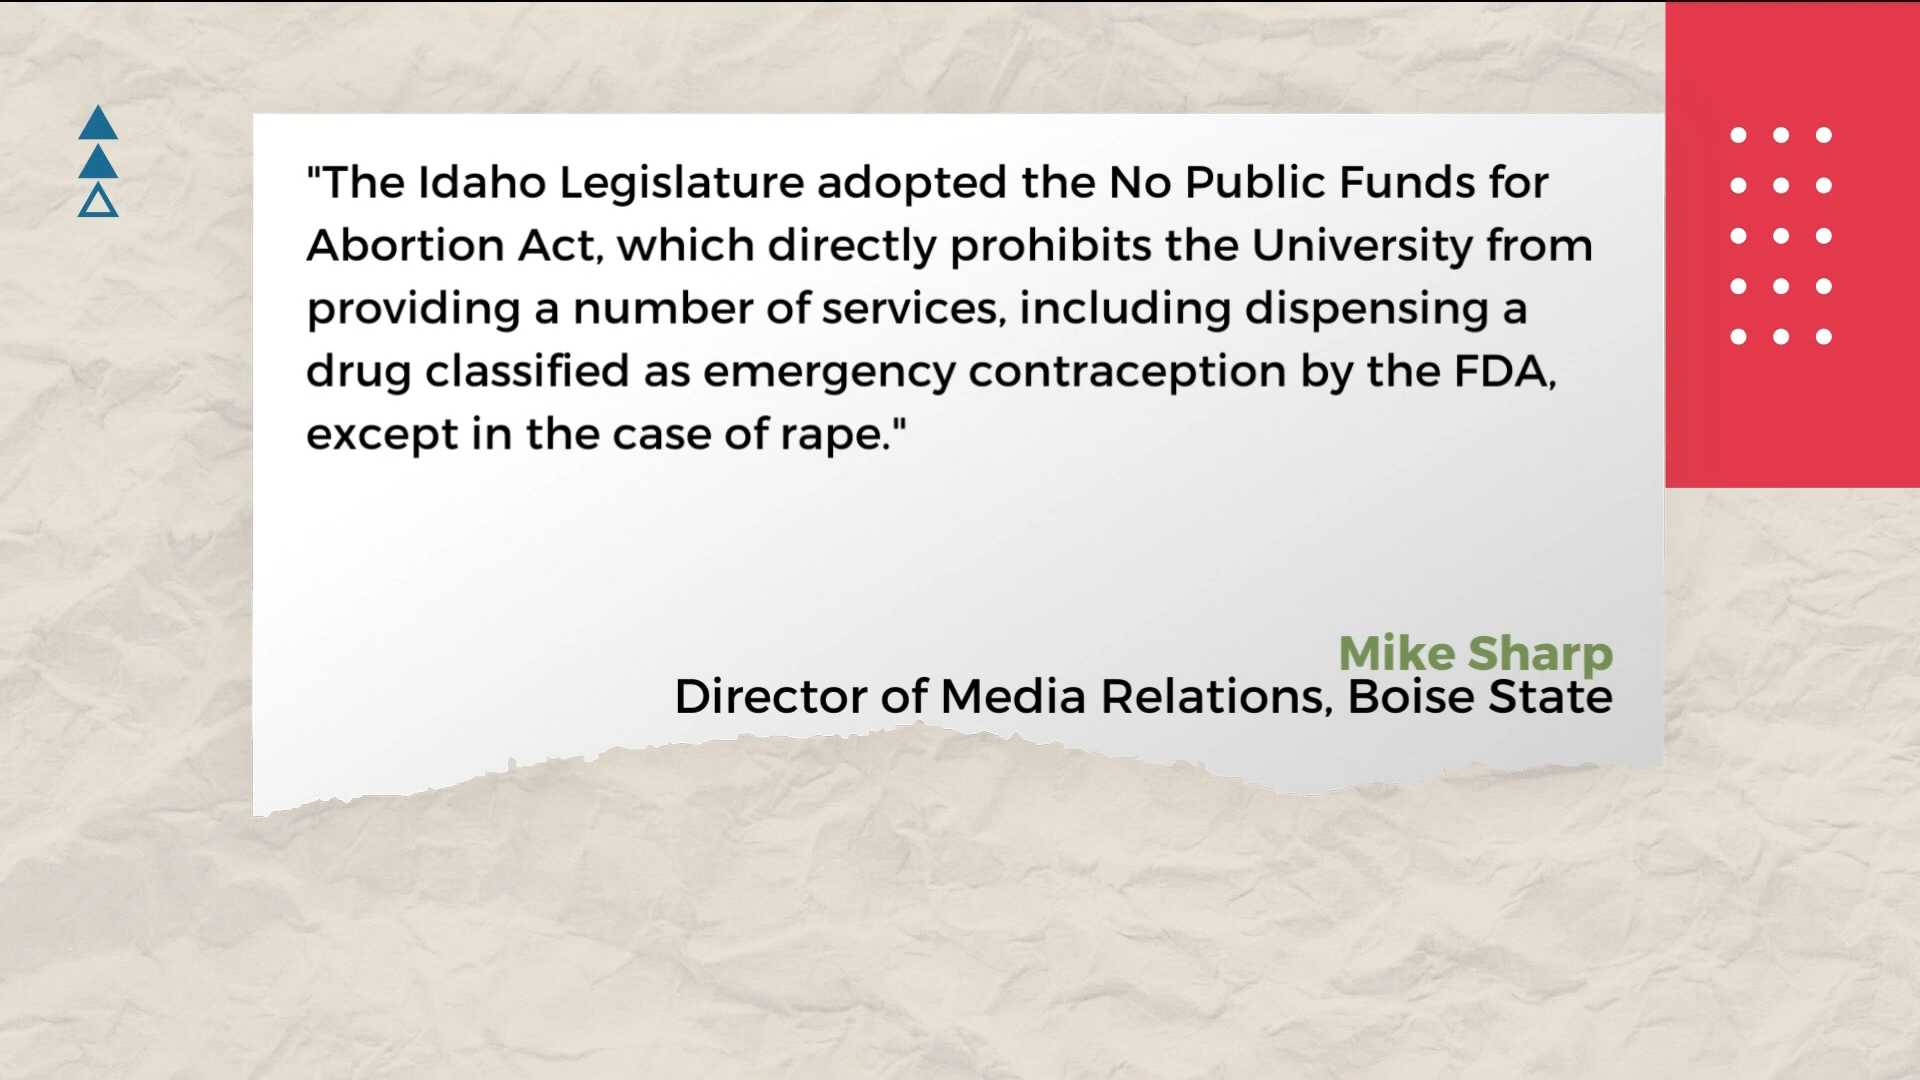 "The Idaho Legislature adopted the No Public Funds for
Abortion Act, which directly prohibits the University from
providing a number of services, including dispensing a
drug classified as emergency contraception by the FDA,
except in the case of rape."
Mike Sharp
Director of Media Relations, Boise State